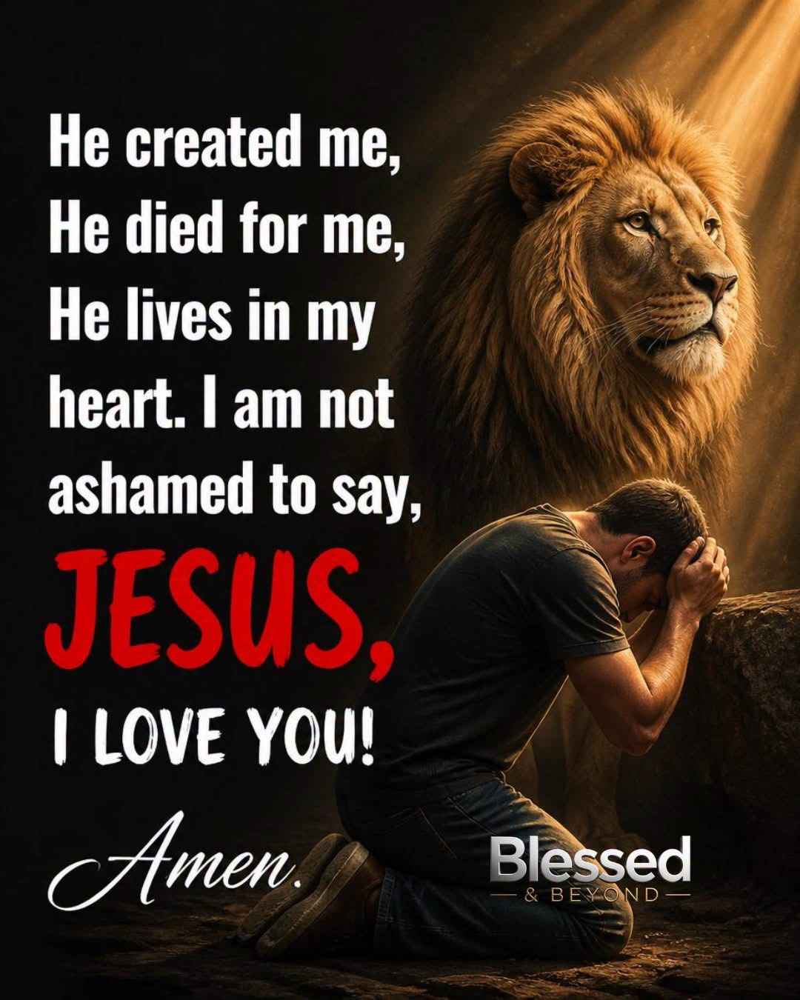 He created me,
He died for me,
He lives in my
heart. I am not
ashamed to say,
JESUS,
I LOVE YOU!
Amen.
Blessed
& BEYOND